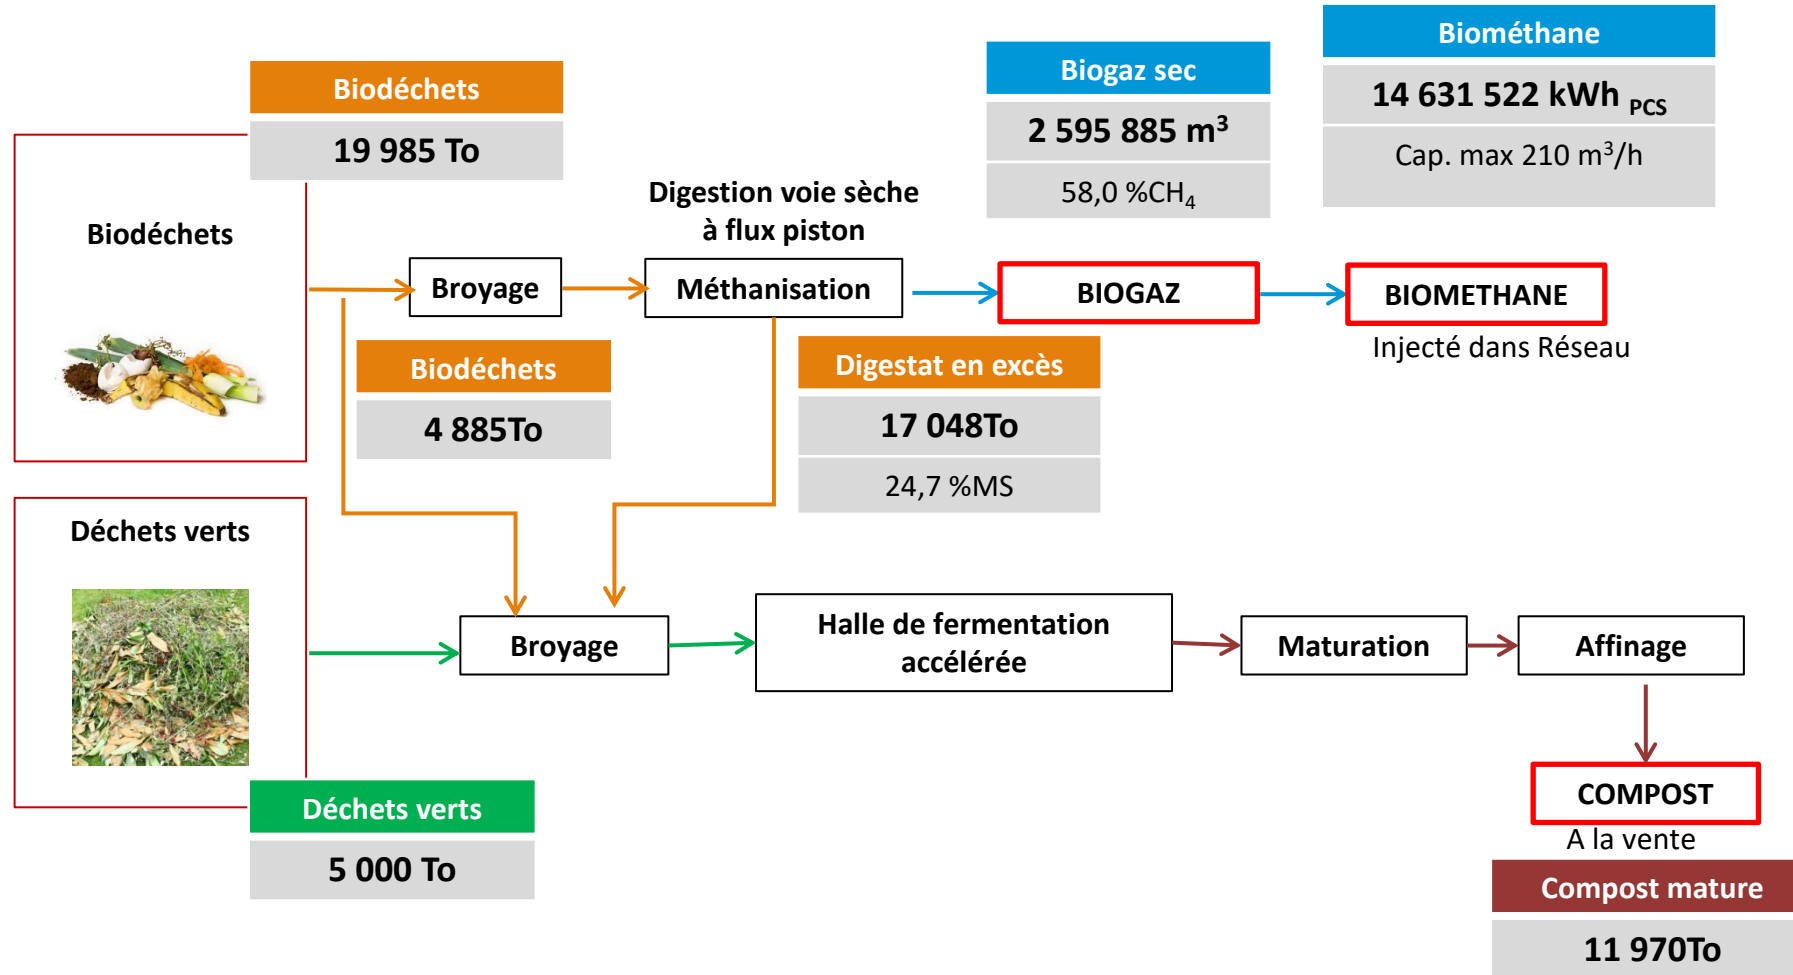 Biométhane
14 631 522 kWh PCS
Cap. max 210 m³/h
Biogaz sec
2 595 885 m³
58,0 %CH₄
Biodéchets
19 985 To
Biodéchets
Digestion voie sèche
à flux piston
Broyage
Méthanisation
BIOGAZ
BIOMETHANE
Injecté dans Réseau
Biodéchets
4 885To
Digestat en excès
17 048To
24,7 %MS
Déchets verts
Broyage
Halle de fermentation
accélérée
Maturation
Affinage
COMPOST
A la vente
Déchets verts
5 000 To
Compost mature
11 970To